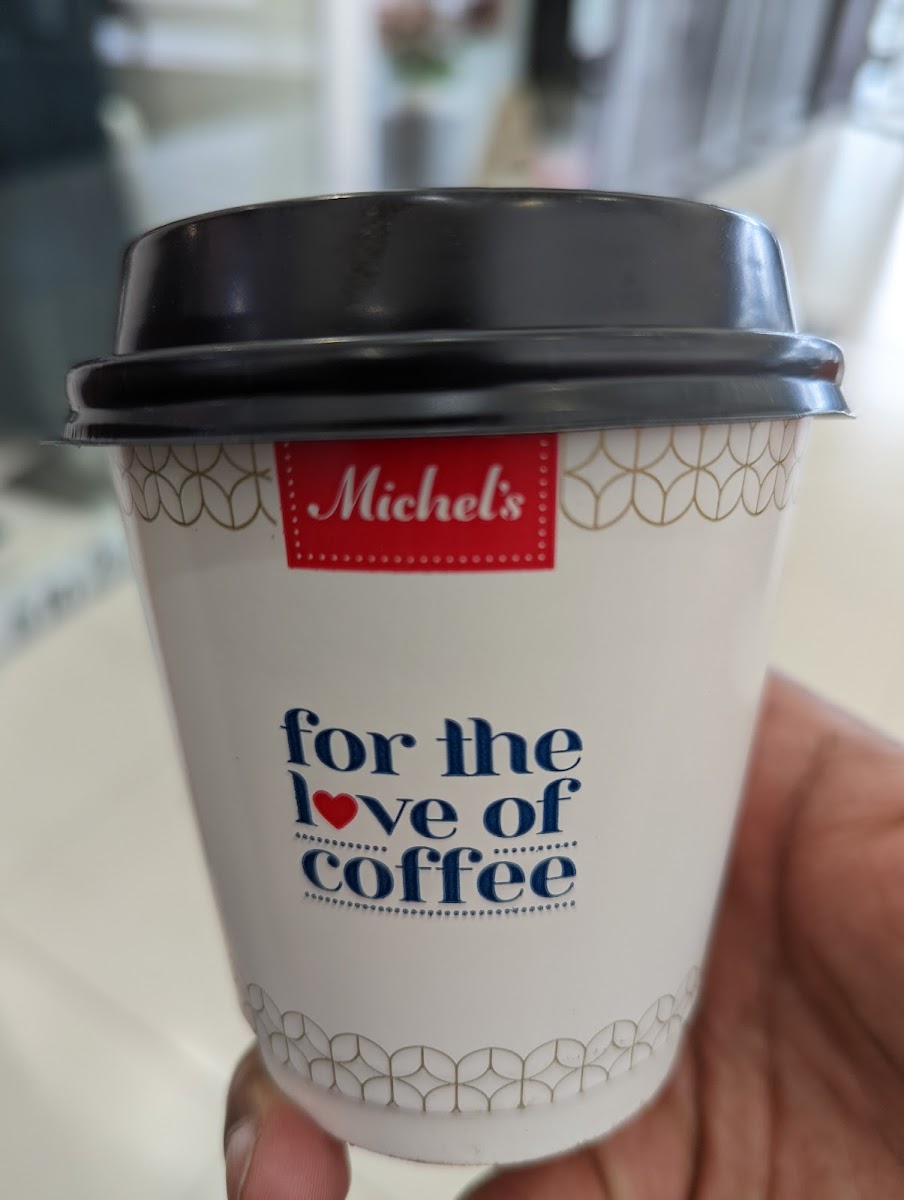 Michel's
for the
love of
coffee